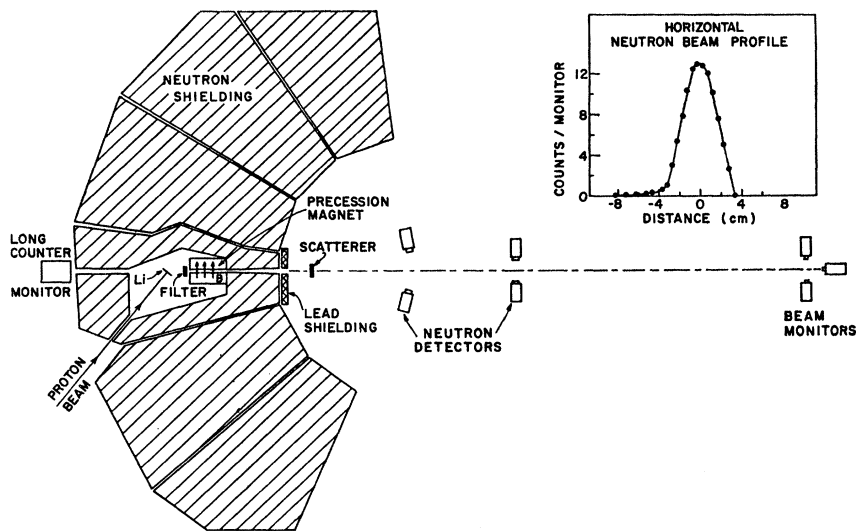 NEUTRON
SHIELDING
PRECESSION
MAGNET
LONG
COUNTER
MONITOR
Li
FILTER
B
SCATTERER
LEAD
SHIELDING
PROTON
BEAM
NEUTRON
DETECTORS
BEAM
MONITORS
HORIZONTAL
NEUTRON BEAM PROFILE
COUNTS / MONITOR
12
8
4
0
-8
-4
0
4
8
DISTANCE (cm)